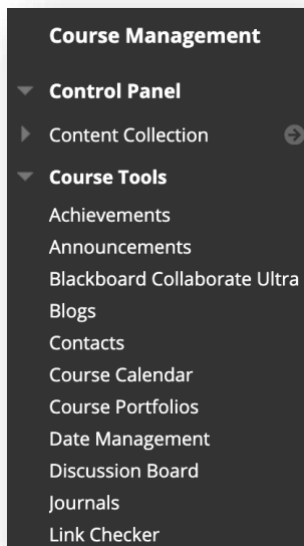 Course Management
Control Panel
Content Collection
Course Tools
Achievements
Announcements
Blackboard Collaborate Ultra
Blogs
Contacts
Course Calendar
Course Portfolios
Date Management
Discussion Board
Journals
Link Checker